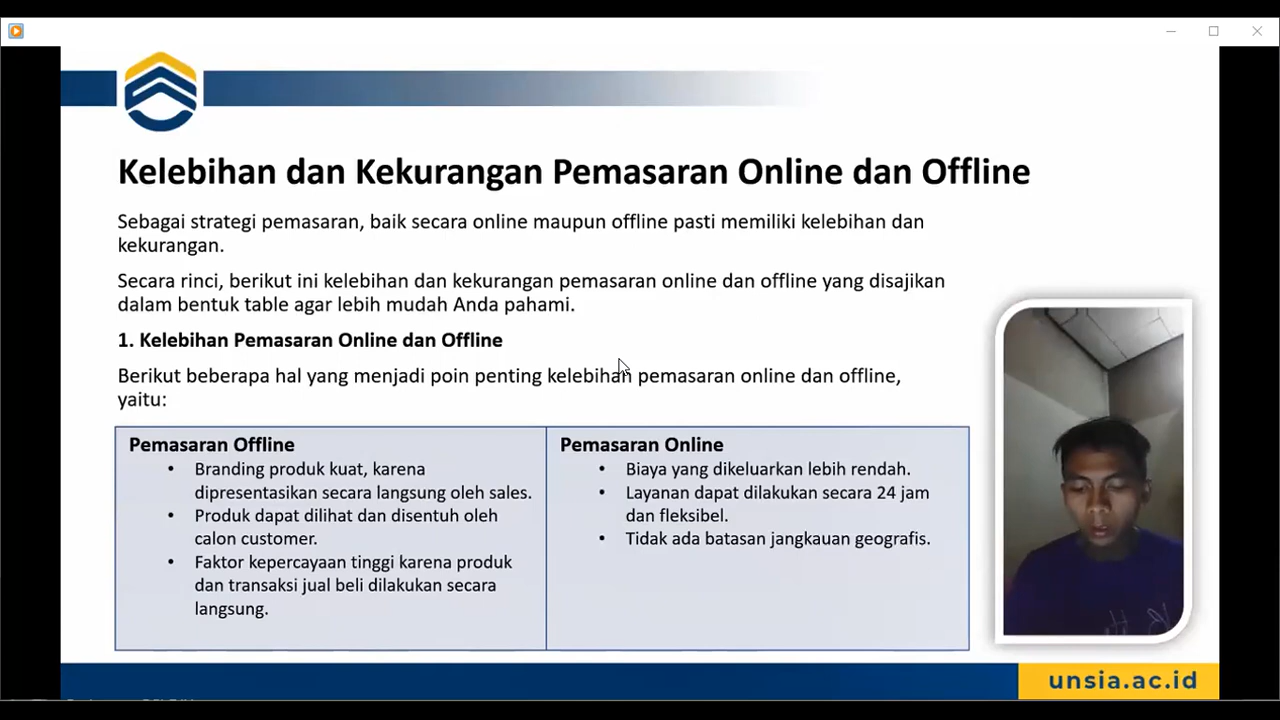 Kelebihan dan Kekurangan Pemasaran Online dan Offline
Sebagai strategi pemasaran, baik secara online maupun offline pasti memiliki kelebihan dan
kekurangan.
Secara rinci, berikut ini kelebihan dan kekurangan pemasaran online dan offline yang disajikan
dalam bentuk table agar lebih mudah Anda pahami.
1. Kelebihan Pemasaran Online dan Offline
Berikut beberapa hal yang menjadi poin penting kelebihan pemasaran online dan offline,
yaitu:
Pemasaran Offline
• Branding produk kuat, karena
dipresentasikan secara langsung oleh sales.
• Produk dapat dilihat dan disentuh oleh
calon customer.
• Faktor kepercayaan tinggi karena produk
dan transaksi jual beli dilakukan secara
langsung.
Pemasaran Online
• Biaya yang dikeluarkan lebih rendah.
• Layanan dapat dilakukan secara 24 jam
dan fleksibel.
• Tidak ada batasan jangkauan geografis.
unsia.ac.id